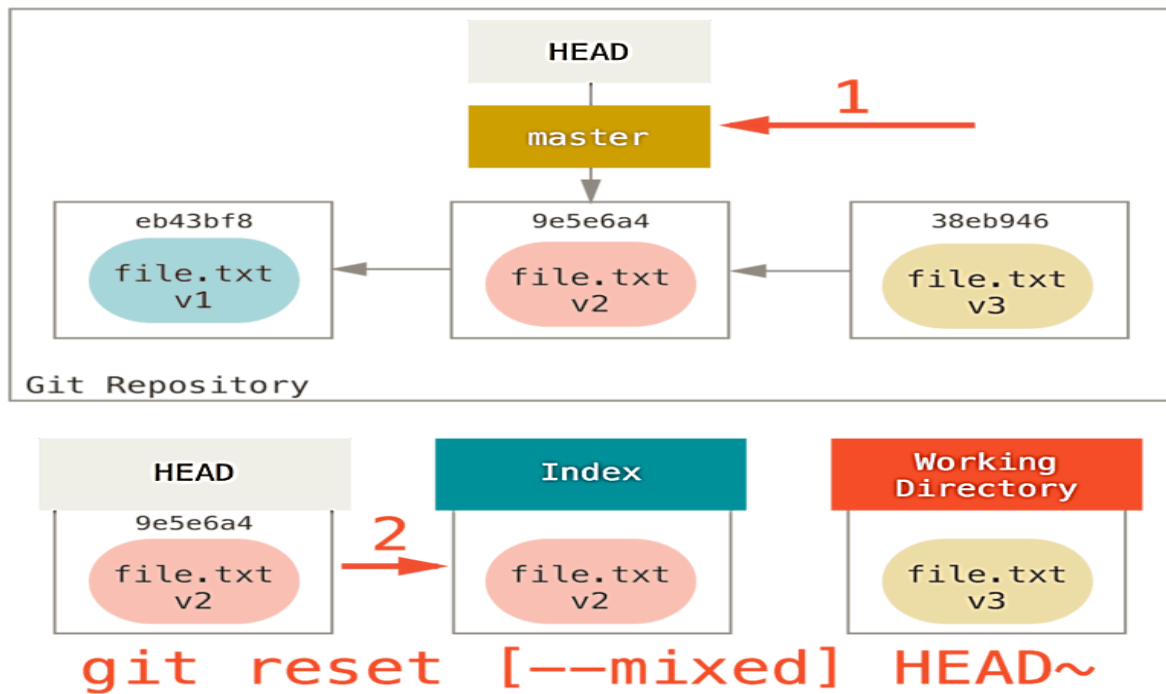 HEAD
1
master
eb43bf8
file.txt
v1
9e5e6a4
file.txt
v2
38eb946
file.txt
v3
Git Repository
HEAD
9e5e6a4
file.txt
v2
2
Index
file.txt
v2
Working
Directory
file.txt
v3
git reset [--mixed] HEAD~